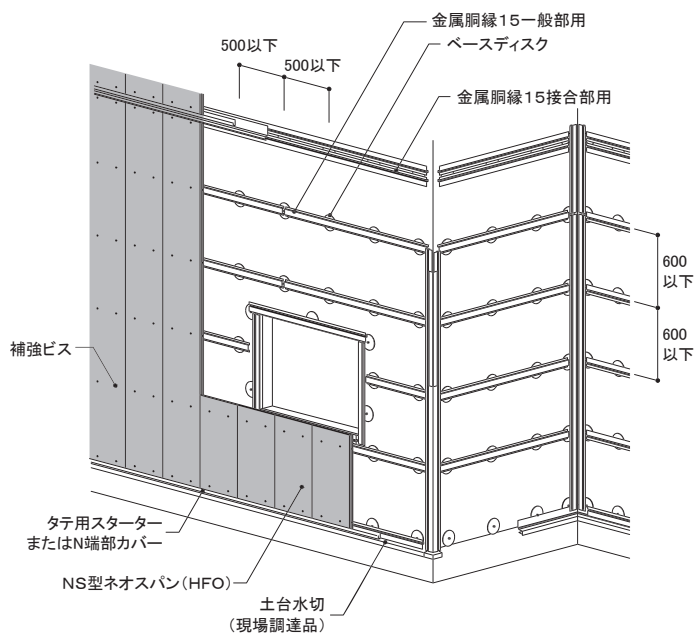 金属胴縁15一般部用
ベースディスク
500以下
500以下
金属胴縁15接合部用
600
以下
600
以下
補強ビス
タテ用スターター
またはN端部カバー
NS型ネオスパン(HFO)
土台水切
(現場調達品)